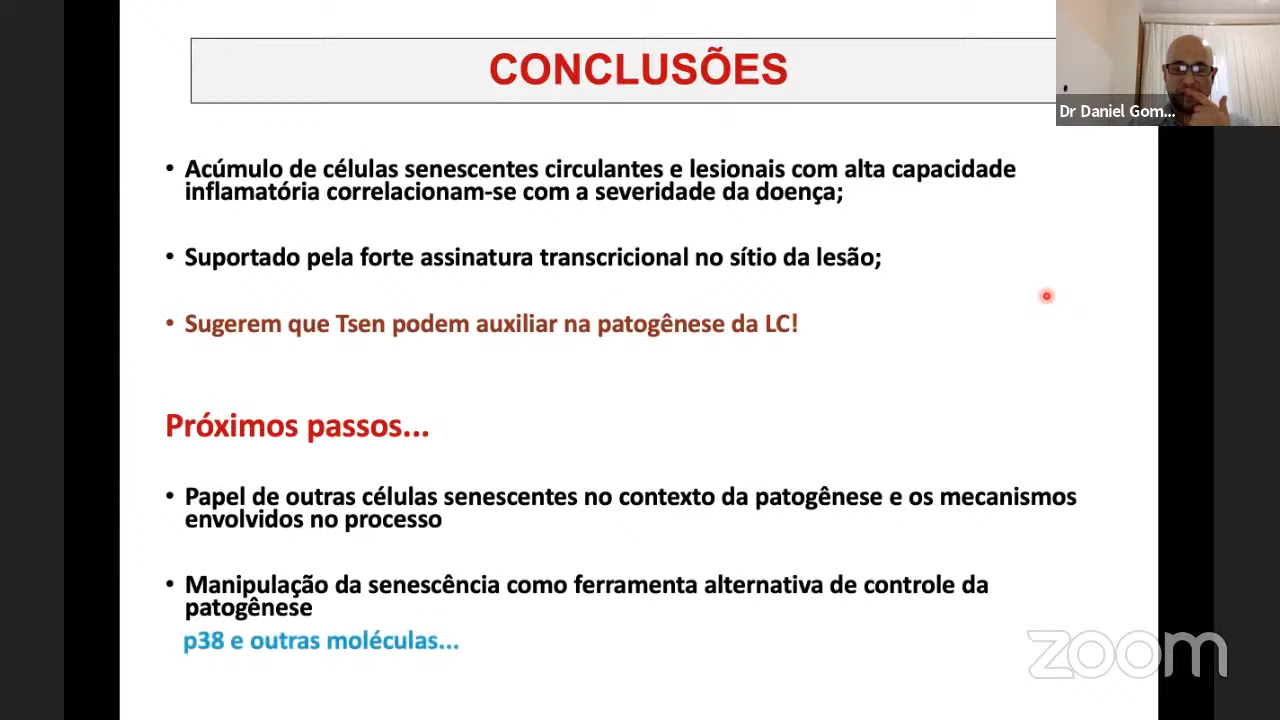 CONCLUSÕES
Dr Daniel Gom...
• Acúmulo de células senescentes circulantes e lesionais com alta capacidade
inflamatória correlacionam-se com a severidade da doença;
• Suportado pela forte assinatura transcricional no sítio da lesão;
• Sugerem que Tsen podem auxiliar na patogênese da LC!
Próximos passos...
• Papel de outras células senescentes no contexto da patogênese e os mecanismos
envolvidos no processo
• Manipulação da senescência como ferramenta alternativa de controle da
patogênese
p38 e outras moléculas...
zoom